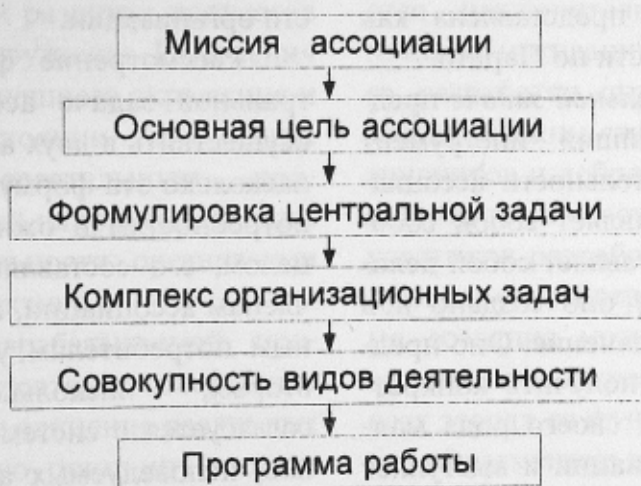 Миссия ассоциации
Основная цель ассоциации
Формулировка центральной задачи
Комплекс организационных задач
Совокупность видов деятельности
Программа работы